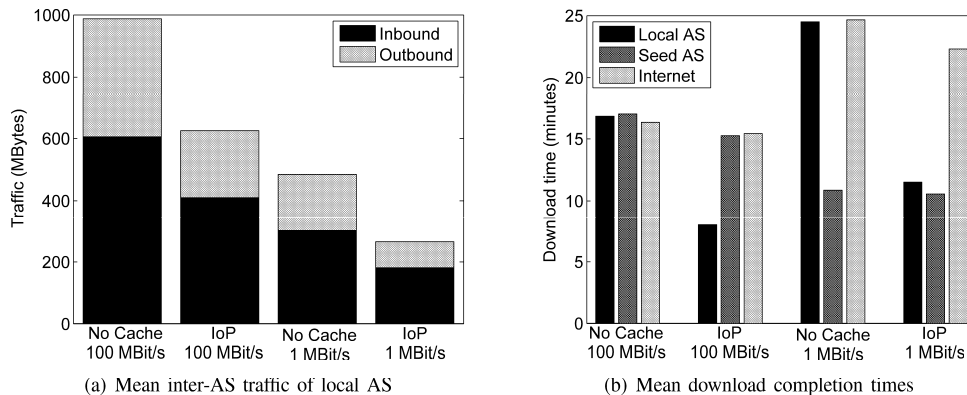 1000
800
600
400
200
0
Traffic (MBytes)
Inbound
Outbound
No Cache
100 MBit/s
IoP
100 MBit/s
No Cache
1 MBit/s
IoP
1 MBit/s
(a) Mean inter-AS traffic of local AS
25
20
15
10
5
0
Download time (minutes)
Local AS
Seed AS
Internet
No Cache
100 MBit/s
IoP
100 MBit/s
No Cache
1 MBit/s
IoP
1 MBit/s
(b) Mean download completion times